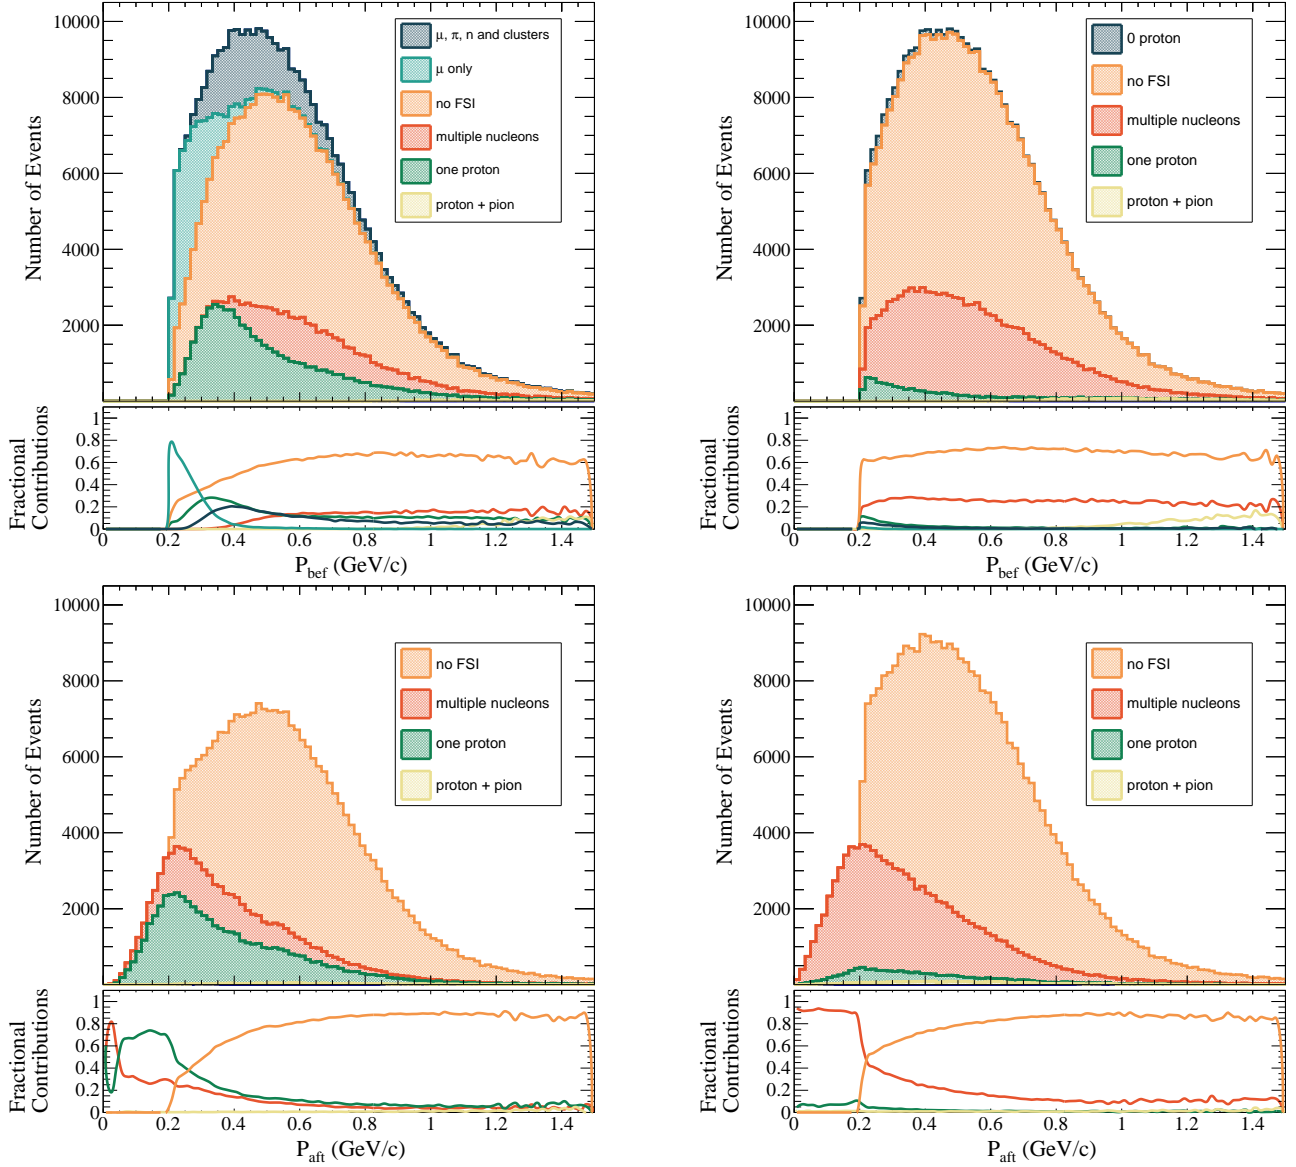 10000
8000
6000
4000
2000
Number of Events
μ, π, n and clusters
μ only
no FSI
multiple nucleons
one proton
proton + pion
1
0.8
0.6
0.4
0.2
0
Fractional
Contributions
0 0.2 0.4 0.6 0.8 1 1.2 1.4
P_bef (GeV/c)
10000
8000
6000
4000
2000
Number of Events
0 proton
no FSI
multiple nucleons
one proton
proton + pion
1
0.8
0.6
0.4
0.2
0
Fractional
Contributions
0 0.2 0.4 0.6 0.8 1 1.2 1.4
P_bef (GeV/c)
10000
8000
6000
4000
2000
Number of Events
no FSI
multiple nucleons
one proton
proton + pion
1
0.8
0.6
0.4
0.2
0
Fractional
Contributions
0 0.2 0.4 0.6 0.8 1 1.2 1.4
P_aft (GeV/c)
10000
8000
6000
4000
2000
Number of Events
no FSI
multiple nucleons
one proton
proton + pion
1
0.8
0.6
0.4
0.2
0
Fractional
Contributions
0 0.2 0.4 0.6 0.8 1 1.2 1.4
P_aft (GeV/c)